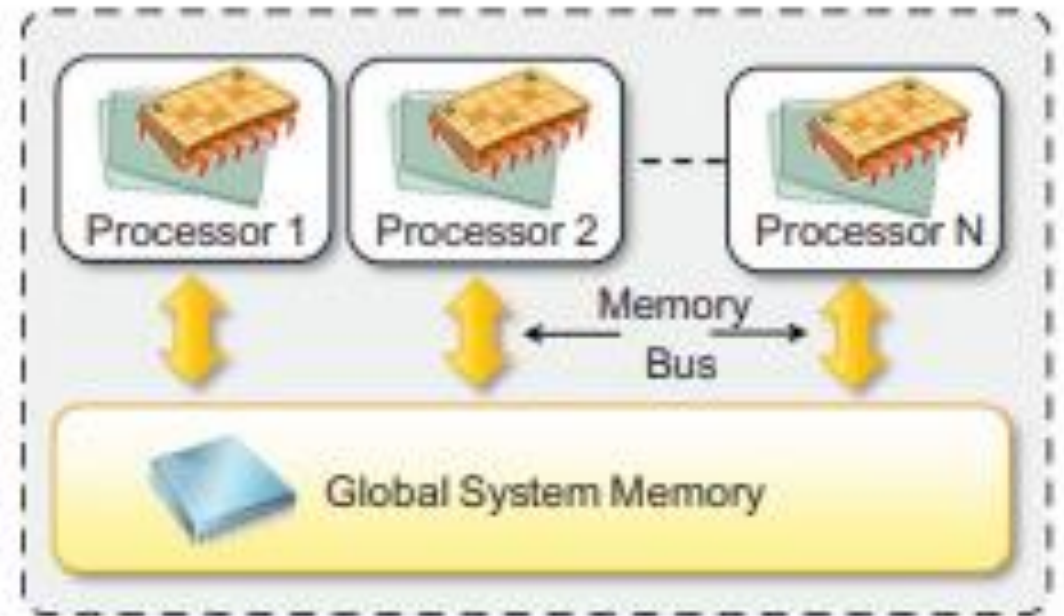 Processor 1
Processor 2
Processor N
Memory
Bus
Global System Memory